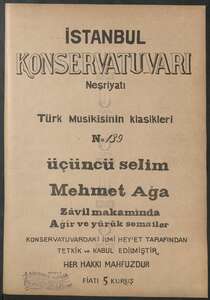 İSTANBUL
KONSERVATUVARI
Neşriyatı
Türk Musikisinin klasikleri
No 139
üçüncü selim
Mehmet Ağa
Zâvil makamında
Ağır ve yürük semailer
KONSERVATUVARDAKİ İLMİ HEY'ET TARAFINDAN
TETKİK ve KABUL EDİLMİŞTİR
HER HAKKI MAHFUZDUR
FİATI 5 KURUŞ